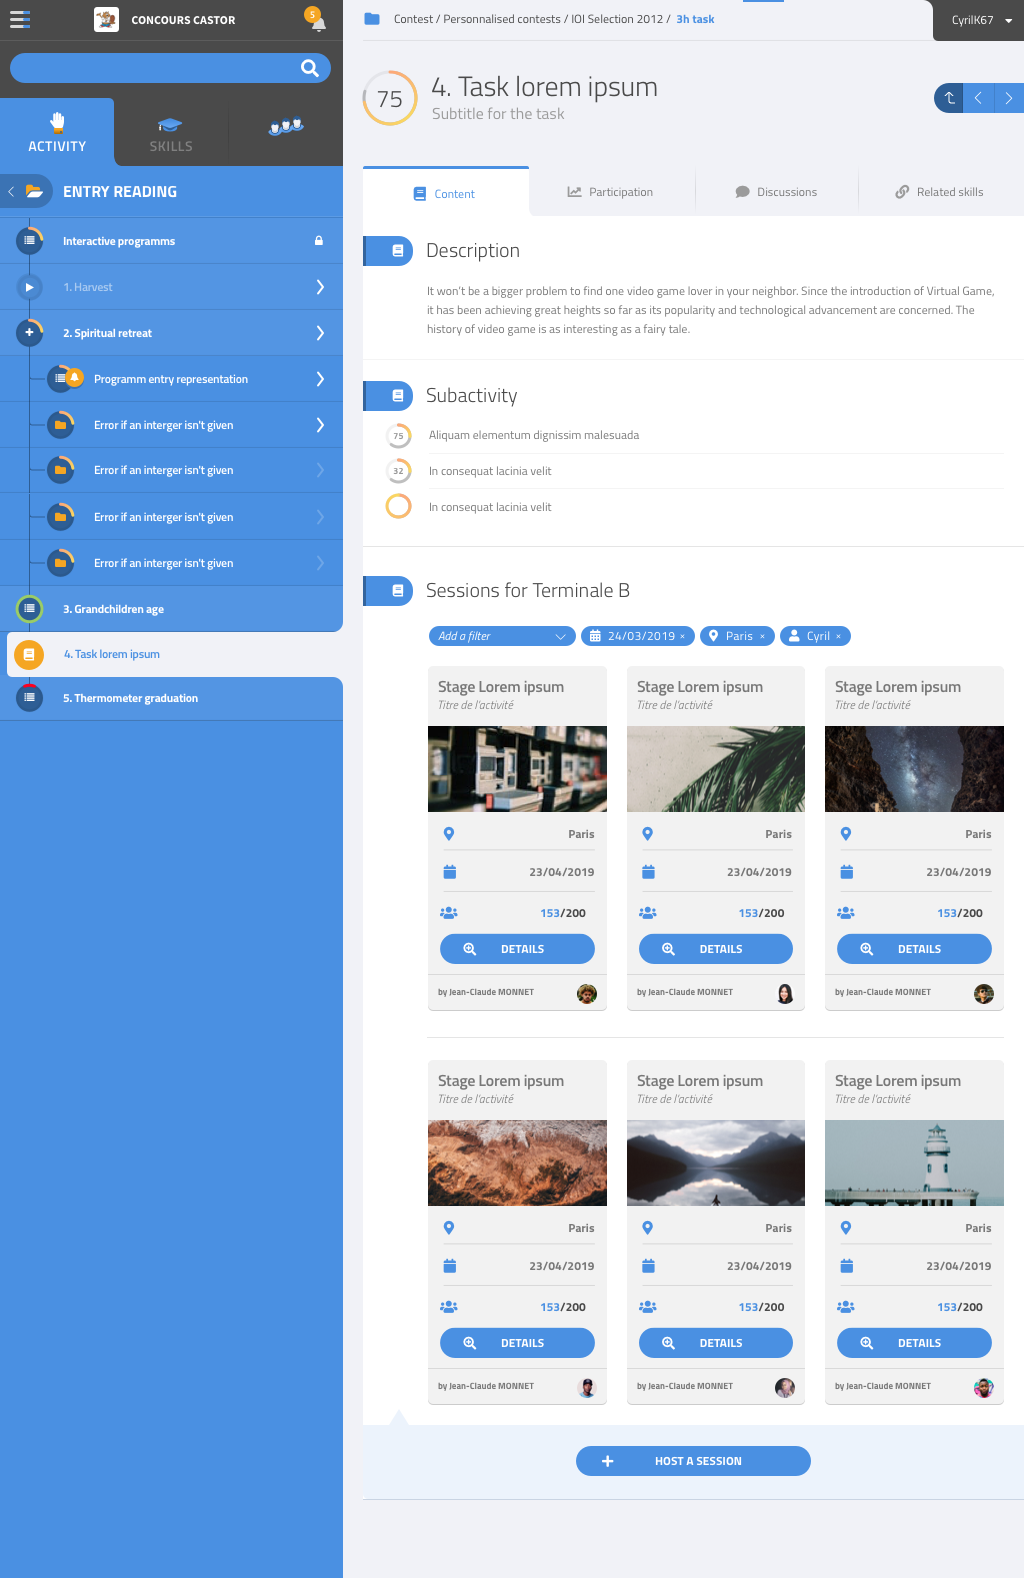 CONCOURS CASTOR
5
Contest / Personnalised contests / IOI Selection 2012 / 3h task
CyrilK67
ACTIVITY
SKILLS
ENTRY READING
Interactive programms
1. Harvest
2. Spiritual retreat
Programm entry representation
Error if an interger isn't given
Error if an interger isn't given
Error if an interger isn't given
Error if an interger isn't given
3. Grandchildren age
4. Task lorem ipsum
5. Thermometer graduation
75
4. Task lorem ipsum
Subtitle for the task
Content
Participation
Discussions
Related skills
Description
It won't be a bigger problem to find one video game lover in your neighbor. Since the introduction of Virtual Game,
it has been achieving great heights so far as its popularity and technological advancement are concerned. The
history of video game is as interesting as a fairy tale.
Subactivity
75
Aliquam elementum dignissim malesuada
32
In consequat lacinia velit
In consequat lacinia velit
Sessions for Terminale B
Add a filter
24/03/2019 ×
Paris ×
Cyril ×
Stage Lorem ipsum
Titre de l'activité
Paris
23/04/2019
153/200
DETAILS
by Jean-Claude MONNET
Stage Lorem ipsum
Titre de l'activité
Paris
23/04/2019
153/200
DETAILS
by Jean-Claude MONNET
Stage Lorem ipsum
Titre de l'activité
Paris
23/04/2019
153/200
DETAILS
by Jean-Claude MONNET
Stage Lorem ipsum
Titre de l'activité
Paris
23/04/2019
153/200
DETAILS
by Jean-Claude MONNET
Stage Lorem ipsum
Titre de l'activité
Paris
23/04/2019
153/200
DETAILS
by Jean-Claude MONNET
Stage Lorem ipsum
Titre de l'activité
Paris
23/04/2019
153/200
DETAILS
by Jean-Claude MONNET
HOST A SESSION